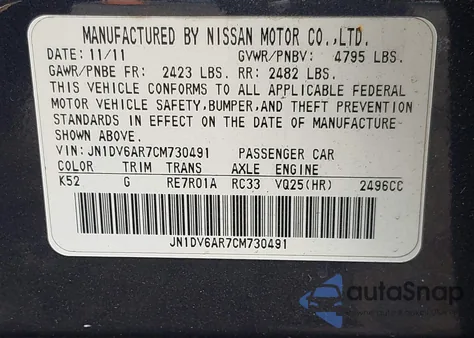 MANUFACTURED BY NISSAN MOTOR CO.,LTD.
DATE: 11/11 GVWR/PNBV: 4795 LBS.
GAWR/PNBE FR: 2423 LBS. RR: 2482 LBS.
THIS VEHICLE CONFORMS TO ALL APPLICABLE FEDERAL
MOTOR VEHICLE SAFETY, BUMPER, AND THEFT PREVENTION
STANDARDS IN EFFECT ON THE DATE OF MANUFACTURE
SHOWN ABOVE.
VIN: JN1DV6AR7CM730491 PASSENGER CAR
COLOR TRIM TRANS AXLE ENGINE
K52 G RE7R01A RC33 VQ25(HR) 2496CC
JN1DV6AR7CM730491
autoSnap